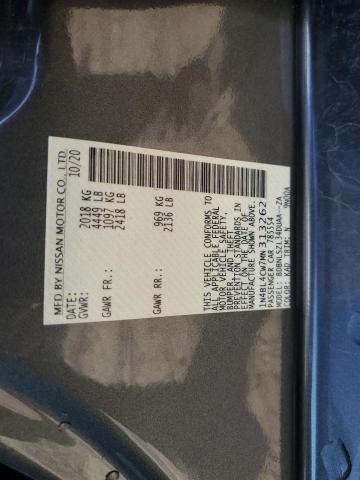 MFD. BY NISSAN MOTOR CO., LTD.
DATE: 10/20
GVWR: 2018 KG
4449 LB
GAWR FR.: 1097 KG
2418 LB
GAWR RR.: 969 KG
2136 LB
THIS VEHICLE CONFORMS TO
ALL APPLICABLE FEDERAL
MOTOR VEHICLE SAFETY,
BUMPER, AND THEFT
PREVENTION STANDARDS IN
EFFECT ON THE DATE OF
MANUFACTURE SHOWN ABOVE.
1N4BL4CW7MN313262
PASSENGER CAR
COLOR: KAD TRIM: N